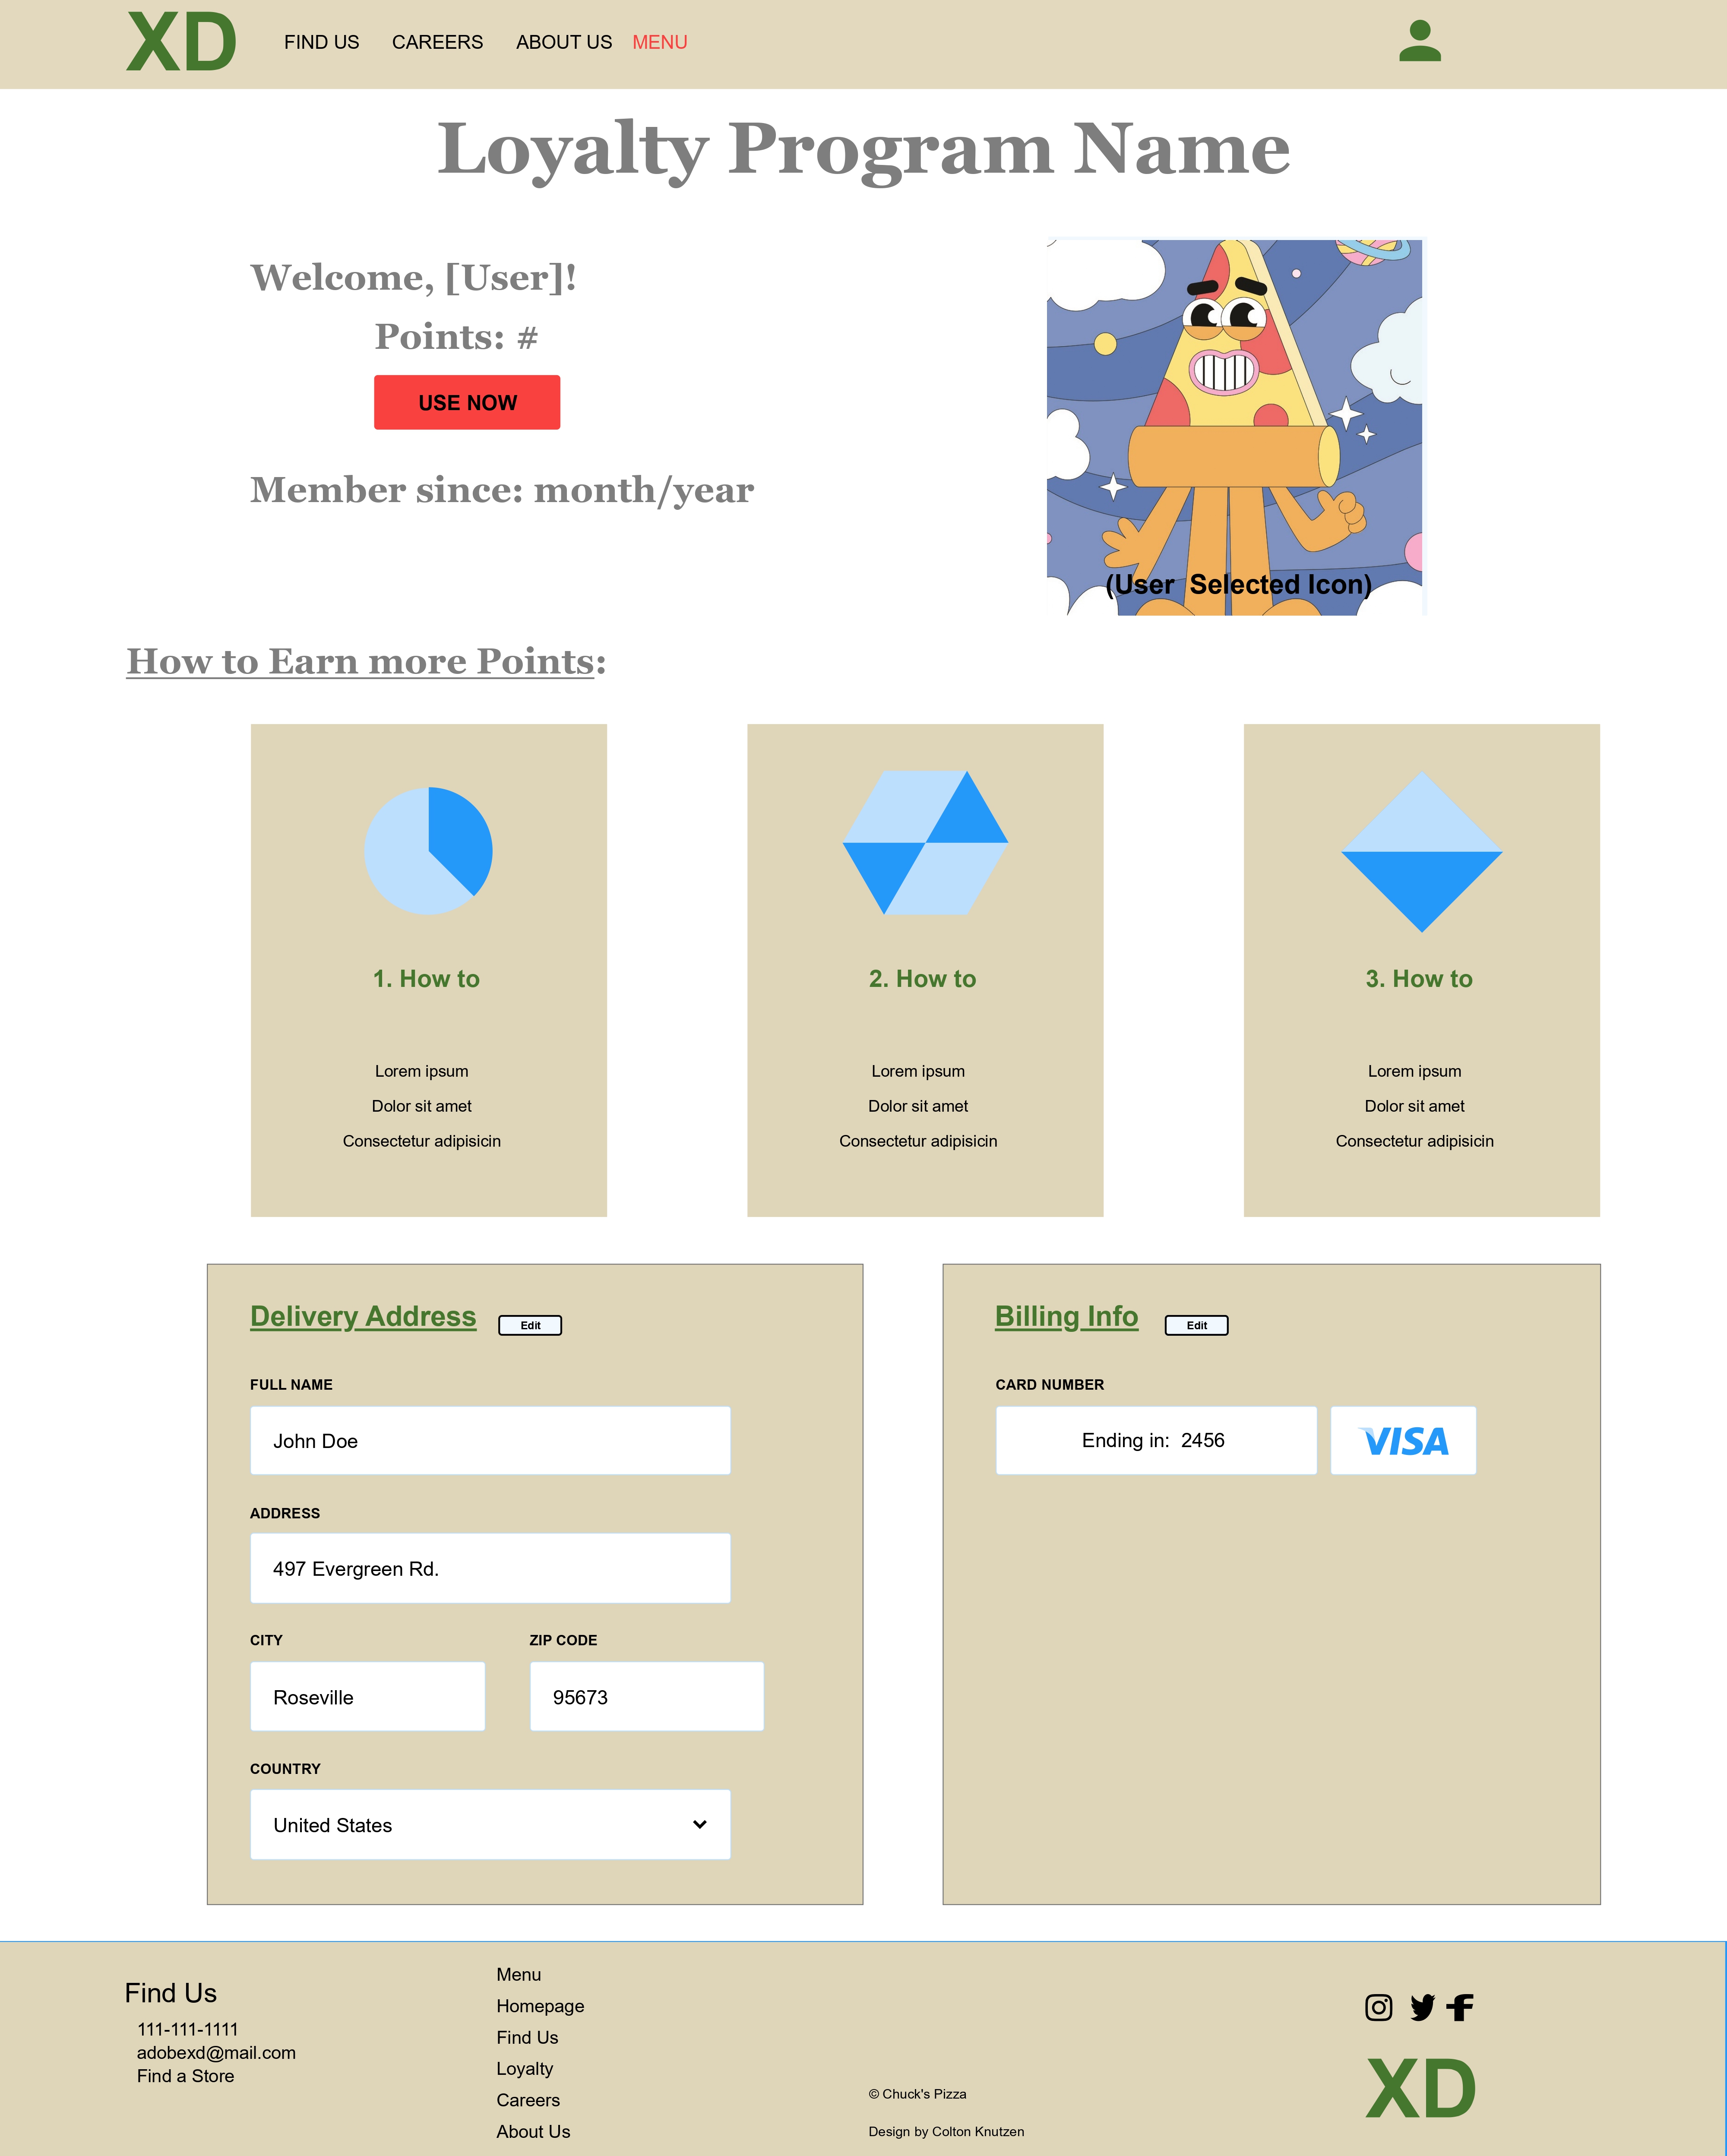 XD
FIND US
CAREERS
ABOUT US
MENU
Loyalty Program Name
Welcome, [User]!
Points: #
USE NOW
Member since: month/year
(User Selected Icon)
How to Earn more Points:
1. How to
Lorem ipsum
Dolor sit amet
Consectetur adipisicin
2. How to
Lorem ipsum
Dolor sit amet
Consectetur adipisicin
3. How to
Lorem ipsum
Dolor sit amet
Consectetur adipisicin
Delivery Address
Edit
FULL NAME
John Doe
ADDRESS
497 Evergreen Rd.
CITY
Roseville
ZIP CODE
95673
COUNTRY
United States
Billing Info
Edit
CARD NUMBER
Ending in: 2456
VISA
Find Us
111-111-1111
adobexd@mail.com
Find a Store
Menu
Homepage
Find Us
Loyalty
Careers
About Us
© Chuck's Pizza
Design by Colton Knutzen
XD